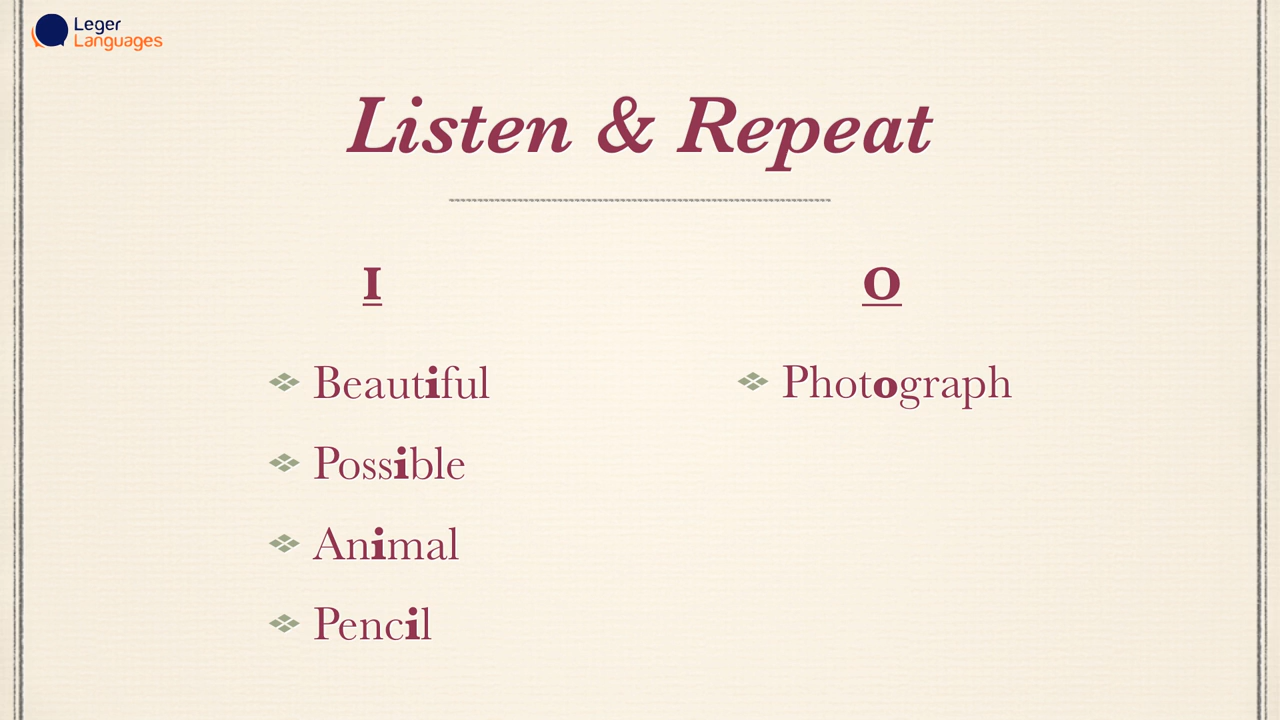 Leger
Languages
Listen & Repeat
I
Beautiful
Possible
Animal
Pencil
O
Photograph